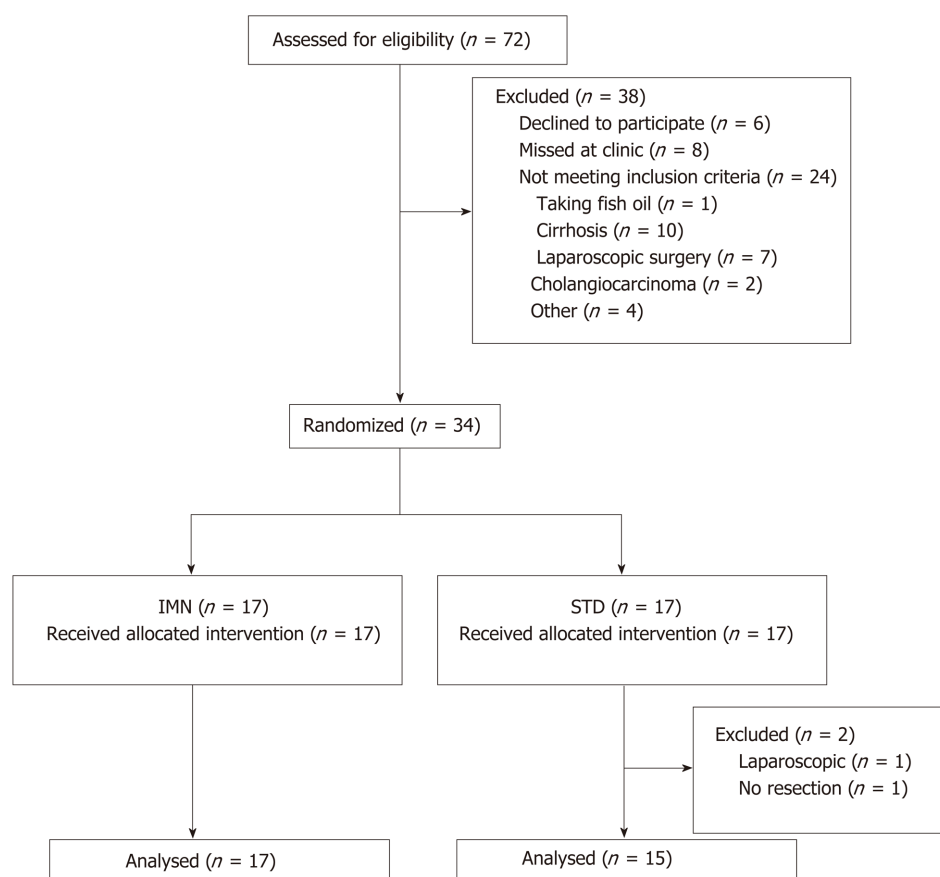 Assessed for eligibility (n = 72)
Excluded (n = 38)
Declined to participate (n = 6)
Missed at clinic (n = 8)
Not meeting inclusion criteria (n = 24)
Taking fish oil (n = 1)
Cirrhosis (n = 10)
Laparoscopic surgery (n = 7)
Cholangiocarcinoma (n = 2)
Other (n = 4)
Randomized (n = 34)
IMN (n = 17)
Received allocated intervention (n = 17)
STD (n = 17)
Received allocated intervention (n = 17)
Excluded (n = 2)
Laparoscopic (n = 1)
No resection (n = 1)
Analysed (n = 17)
Analysed (n = 15)